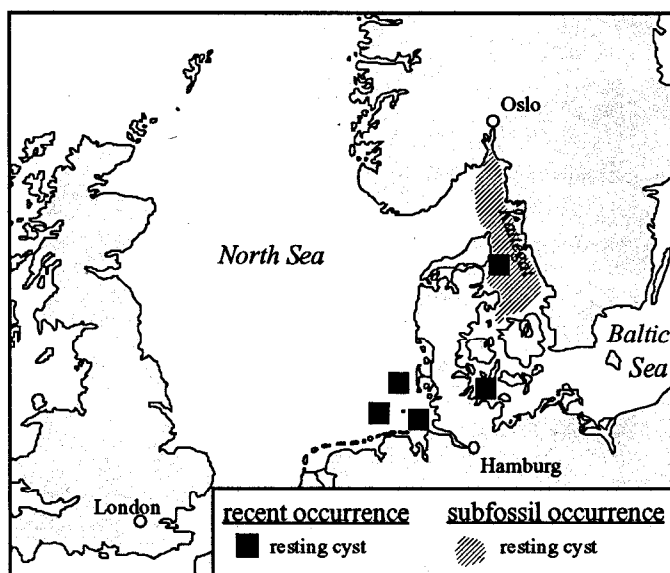 Oslo
Kattegat
North Sea
Baltic
Sea
Hamburg
London
recent occurrence
subfossil occurrence
resting cyst
resting cyst